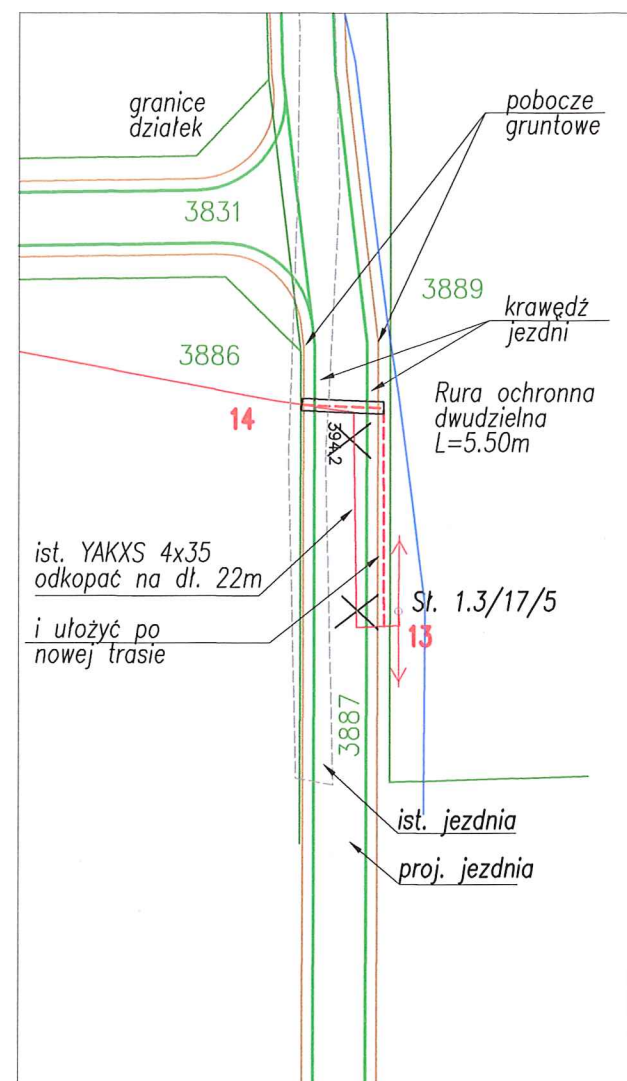 granice
działek
pobocze
gruntowe
3831
3889
krawędź
jezdni
3886
Rura ochronna
dwudzielna
L=5.50m
14
394.2
ist. YAKXS 4x35
odkopać na dł. 22m
St. 1.3/17/5
i ułożyć po
nowej trasie
13
3887
ist. jezdnia
proj. jezdnia